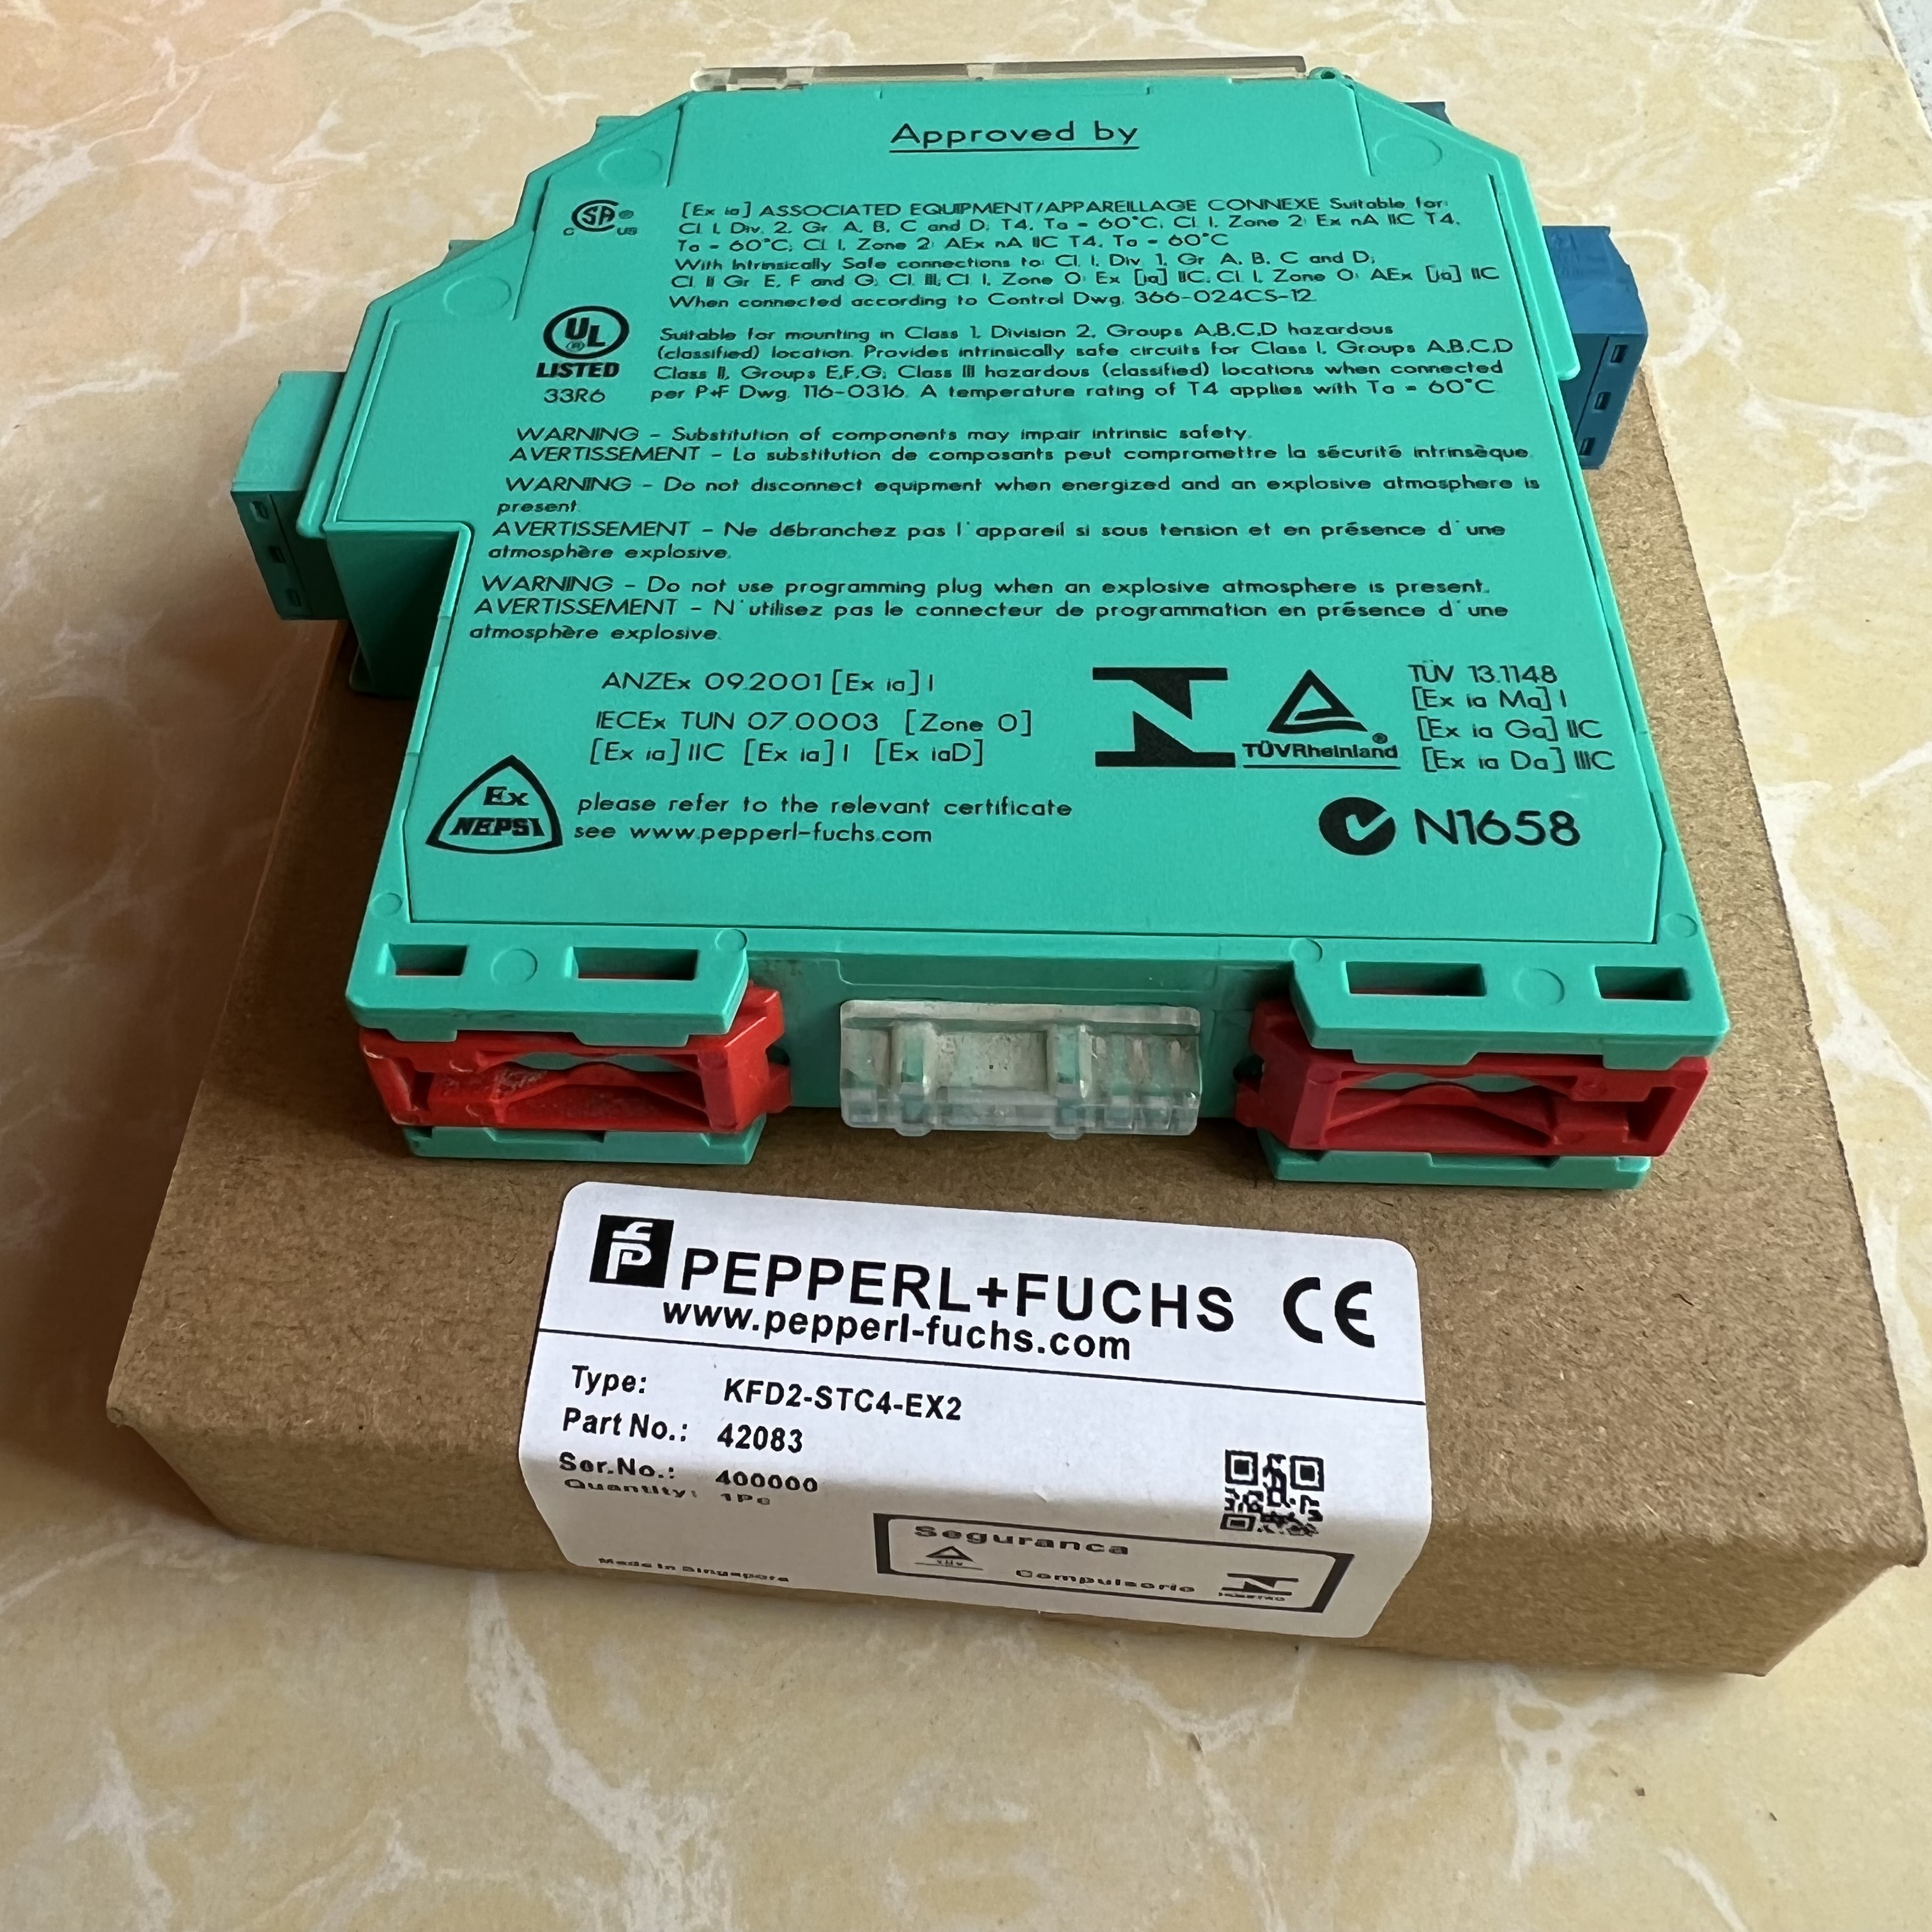 Approved by
CSA®
C US
[Ex ia] ASSOCIATED EQUIPMENT/APPAREILLAGE CONNEXE Suitable for:
Cl. I, Div. 2, Gr. A, B, C and D; T4, Ta = 60°C, Cl. I, Zone 2: Ex nA IIC T4,
Ta = 60°C; Cl. I, Zone 2: AEx nA IIC T4, Ta = 60°C
With Intrinsically Safe connections to: Cl. I, Div. 1, Gr. A, B, C and D;
Cl. II Gr. E, F and G; Cl. III, Cl. I, Zone 0: Ex [ia] IIC, Cl. I, Zone 0: AEx [ia] IIC
When connected according to Control Dwg. 366-024CS-12.
UL®
LISTED
33R6
Suitable for mounting in Class 1, Division 2, Groups A,B,C,D hazardous
(classified) location. Provides intrinsically safe circuits for Class I, Groups A,B,C,D
Class II, Groups E,F,G; Class III hazardous (classified) locations when connected
per P+F Dwg. 116-0316. A temperature rating of T4 applies with Ta = 60°C.
WARNING - Substitution of components may impair intrinsic safety.
AVERTISSEMENT - La substitution de composants peut compromettre la sécurité intrinsèque.
WARNING - Do not disconnect equipment when energized and an explosive atmosphere is
present.
AVERTISSEMENT - Ne débranchez pas l'appareil si sous tension et en présence d'une
atmosphère explosive.
WARNING - Do not use programming plug when an explosive atmosphere is present.
AVERTISSEMENT - N'utilisez pas le connecteur de programmation en présence d'une
atmosphère explosive.
ANZEx 09.2001 [Ex ia] I
IECEx TUN 07.0003 [Zone 0]
[Ex ia] IIC [Ex ia] I [Ex iaD]
TÜVRheinland®
TÜV 13.1148
[Ex ia Ma] I
[Ex ia Ga] IIC
[Ex ia Da] IIIC
Ex
NEPSI
please refer to the relevant certificate
see www.pepperl-fuchs.com
N1658
PEPPERL+FUCHS CE
www.pepperl-fuchs.com
Type: KFD2-STC4-EX2
Part No.: 42083
Ser.No.: 400000
Quantity: 1Pc
Made in Singapore
Seguranca
Compulsorio